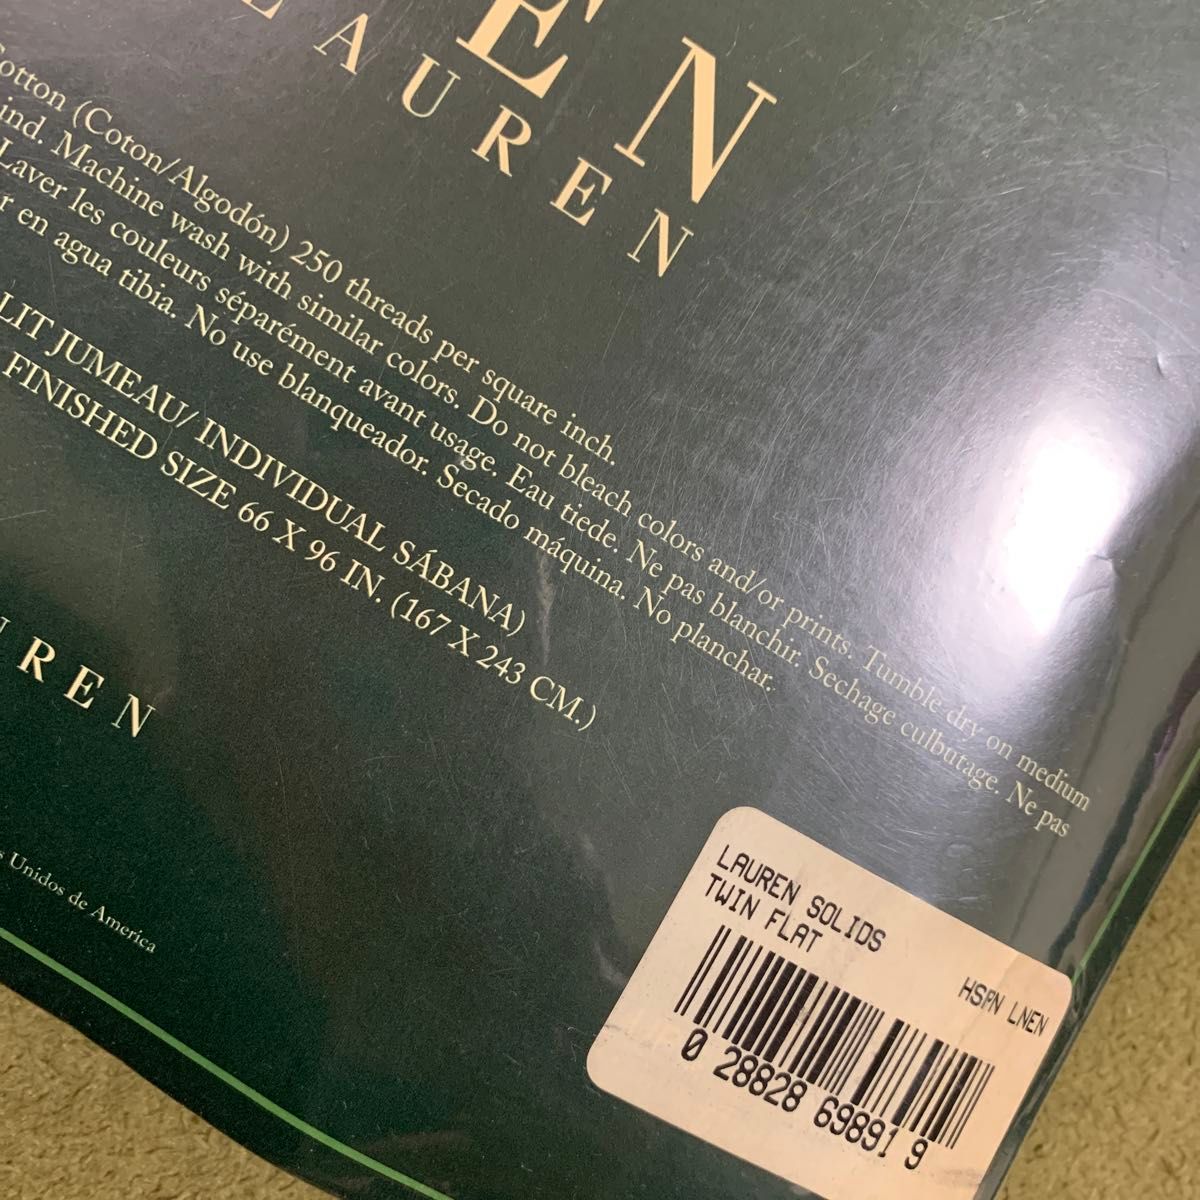 EN
LAUREN
Cotton (Coton/Algodón) 250 threads per square inch.
Machine wash with similar colors. Do not bleach colors and/or prints. Tumble dry on medium
Laver les couleurs séparément avant usage. Eau tiede. Ne pas blanchir. Sechage culbutage. Ne pas
en agua tibia. No use blanqueador. Secado máquina. No planchar.
LIT JUMEAU/ INDIVIDUAL SÁBANA)
FINISHED SIZE 66 X 96 IN. (167 X 243 CM.)
UREN
s Unidos de America
LAUREN SOLIDS
TWIN FLAT
HSPN LNEN
0 28828 69891 9